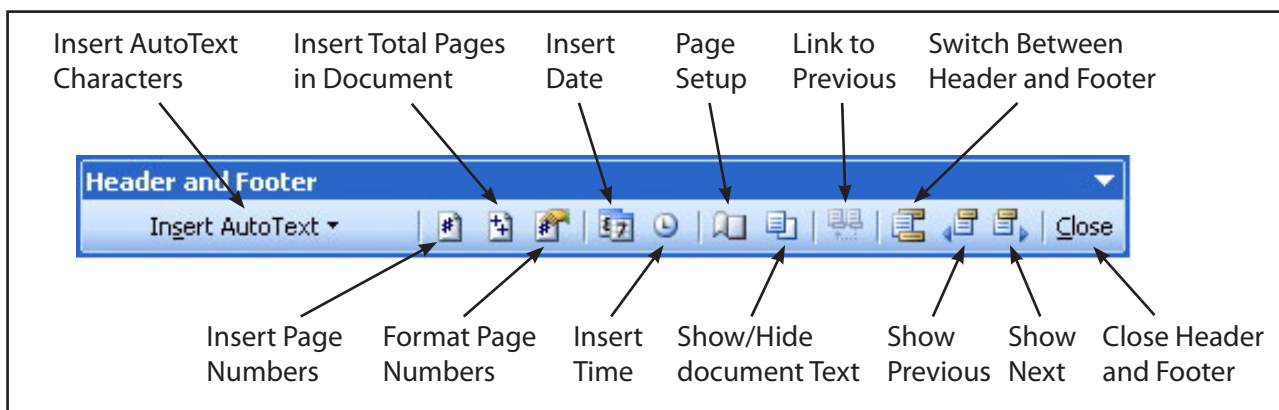 Insert AutoText Characters
Insert Total Pages in Document
Insert Date
Page Setup
Link to Previous
Switch Between Header and Footer
Header and Footer
Insert AutoText
Close
Insert Page Numbers
Format Page Numbers
Insert Time
Show/Hide document Text
Show Previous
Show Next
Close Header and Footer